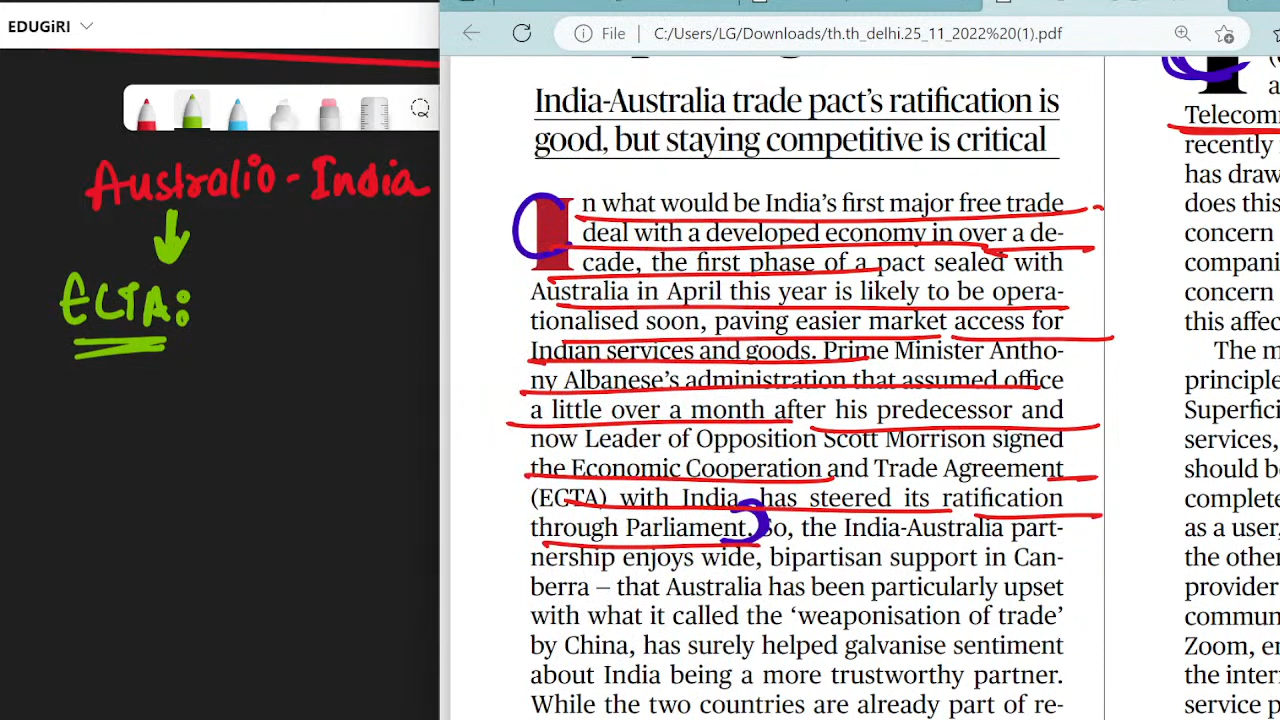 EDUGiRI
File
C:/Users/LG/Downloads/th.th_delhi.25_11_2022%20(1).pdf
Australia - India
ECTA:
India-Australia trade pact's ratification is
good, but staying competitive is critical
In what would be India's first major free trade
deal with a developed economy in over a de-
cade, the first phase of a pact sealed with
Australia in April this year is likely to be opera-
tionalised soon, paving easier market access for
Indian services and goods. Prime Minister Antho-
ny Albanese's administration that assumed office
a little over a month after his predecessor and
now Leader of Opposition Scott Morrison signed
the Economic Cooperation and Trade Agreement
(ECTA) with India, has steered its ratification
through Parliament. So, the India-Australia part-
nership enjoys wide, bipartisan support in Can-
berra — that Australia has been particularly upset
with what it called the 'weaponisation of trade'
by China, has surely helped galvanise sentiment
about India being a more trustworthy partner.
While the two countries are already part of re-
Telecom
recently
has draw
does this
concern
compani
concern
this affec
The m
principle
Superfici
services,
should be
complete
as a user,
the other
provider
commun
Zoom, en
the inter
service p